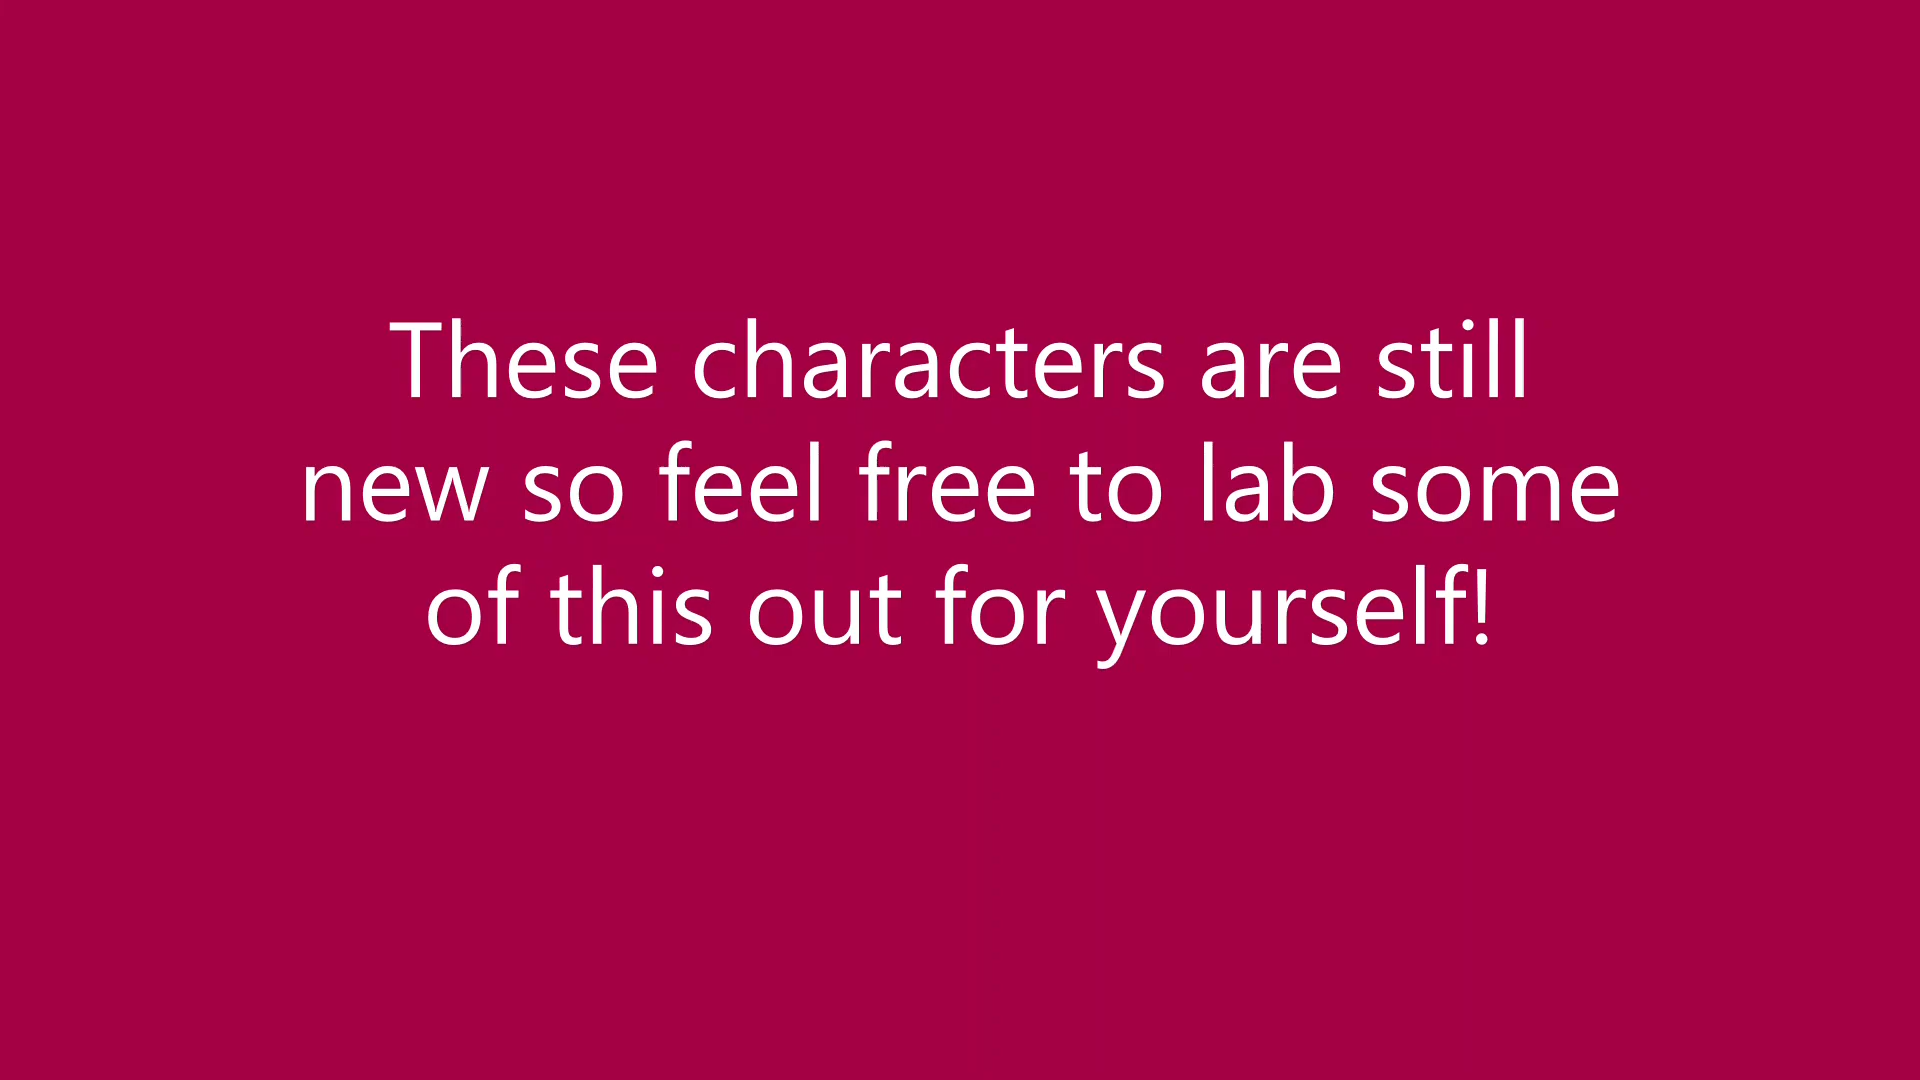 These characters are still
new so feel free to lab some
of this out for yourself!